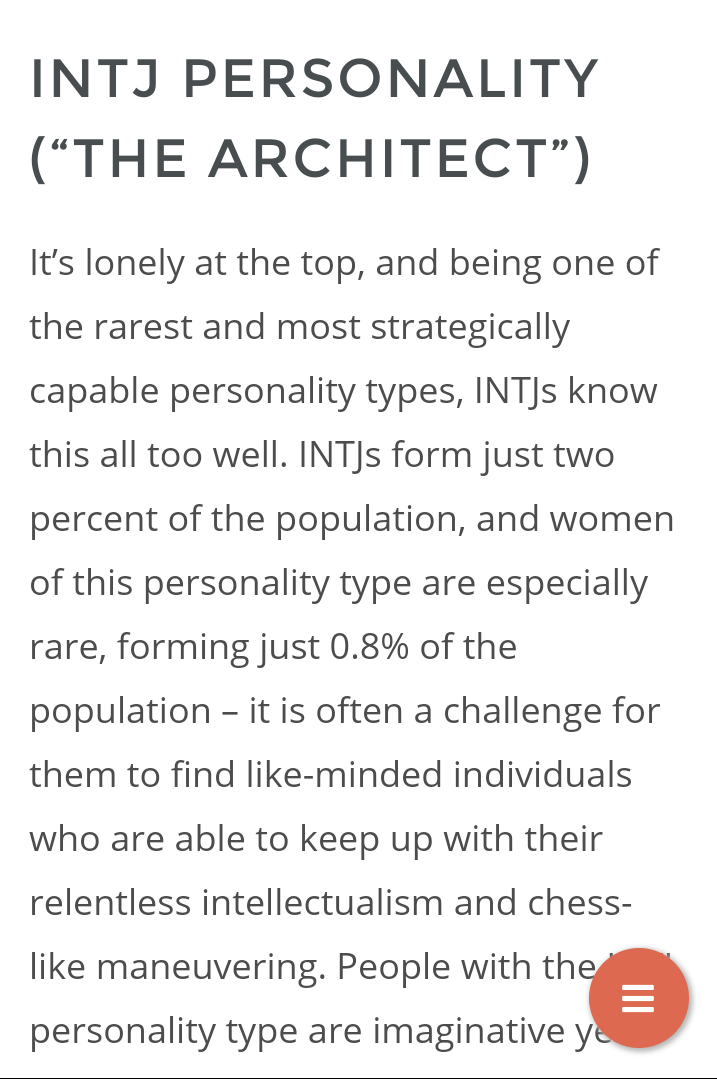 INTJ PERSONALITY
(“THE ARCHITECT”)
It’s lonely at the top, and being one of
the rarest and most strategically
capable personality types, INTJs know
this all too well. INTJs form just two
percent of the population, and women
of this personality type are especially
rare, forming just 0.8% of the
population – it is often a challenge for
them to find like-minded individuals
who are able to keep up with their
relentless intellectualism and chess-
like maneuvering. People with the
personality type are imaginative